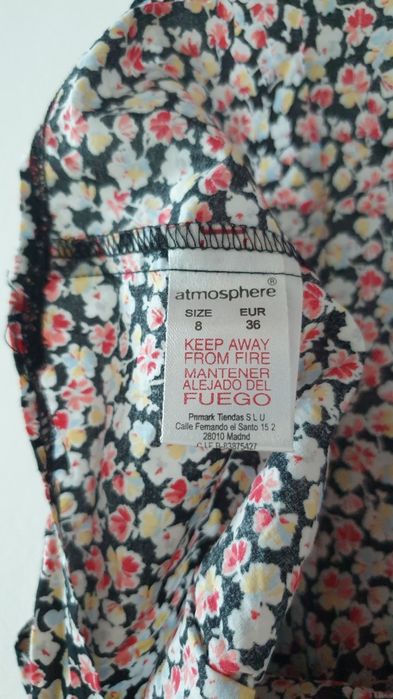 atmosphere®
SIZE EUR
8 36
KEEP AWAY
FROM FIRE
MANTENER
ALEJADO DEL
FUEGO
Primark Tiendas S L U
Calle Fernando el Santo 15 2
28010 Madrid
C.I.F. B-83875427